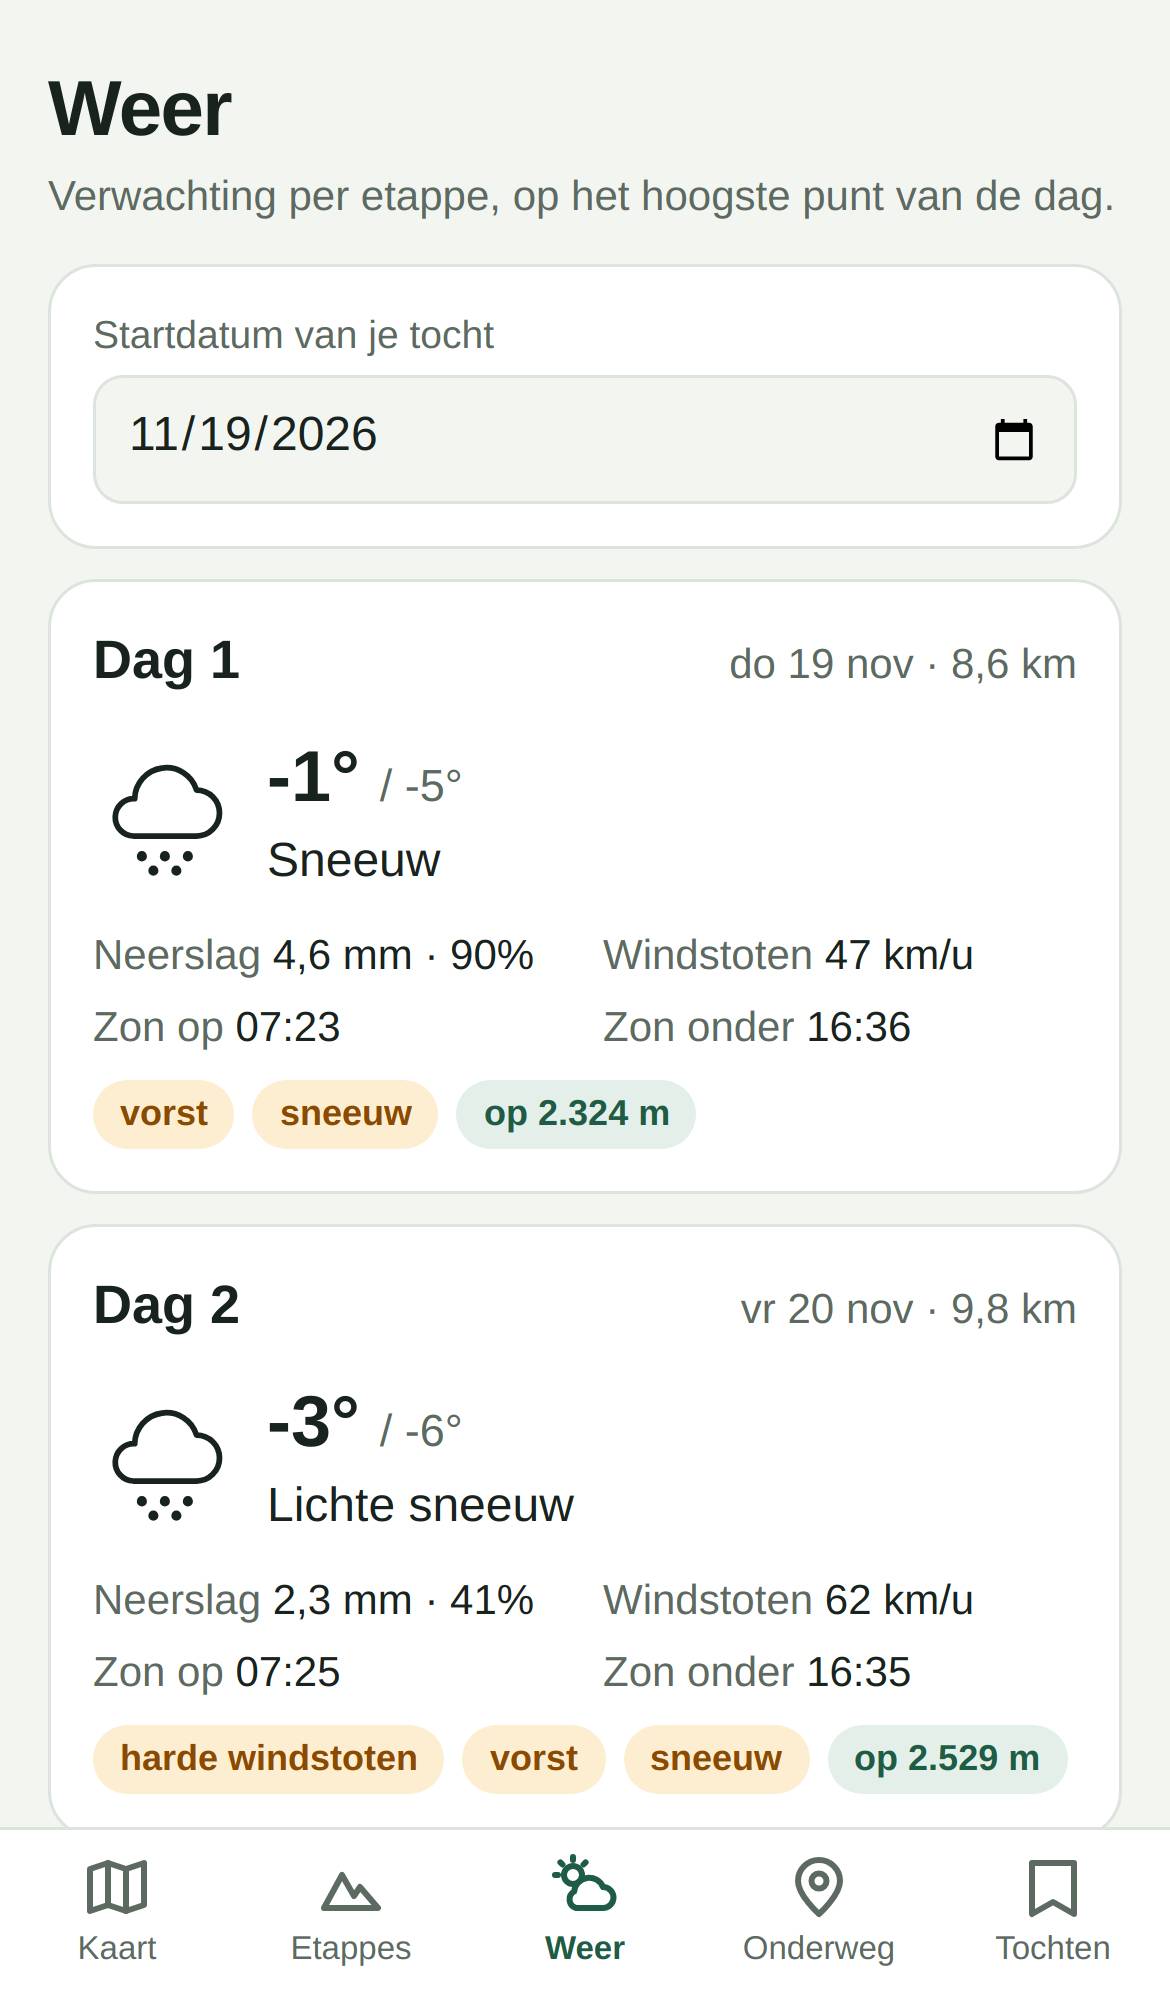 Weer
Verwachting per etappe, op het hoogste punt van de dag.
Startdatum van je tocht
11/19/2026
Dag 1
do 19 nov · 8,6 km
-1° / -5°
Sneeuw
Neerslag 4,6 mm · 90%
Windstoten 47 km/u
Zon op 07:23
Zon onder 16:36
vorst
sneeuw
op 2.324 m
Dag 2
vr 20 nov · 9,8 km
-3° / -6°
Lichte sneeuw
Neerslag 2,3 mm · 41%
Windstoten 62 km/u
Zon op 07:25
Zon onder 16:35
harde windstoten
vorst
sneeuw
op 2.529 m
Kaart
Etappes
Weer
Onderweg
Tochten